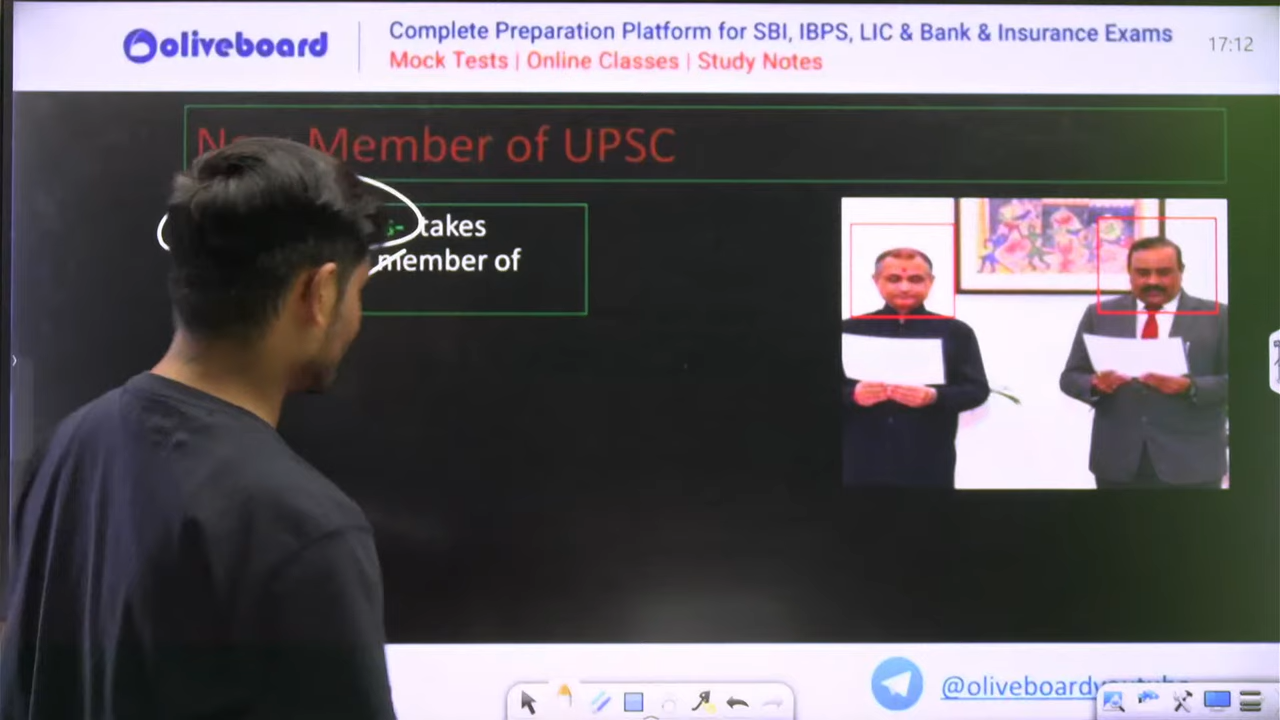 oliveboard
Complete Preparation Platform for SBI, IBPS, LIC & Bank & Insurance Exams
Mock Tests | Online Classes | Study Notes
17:12
Member of UPSC
takes
member of